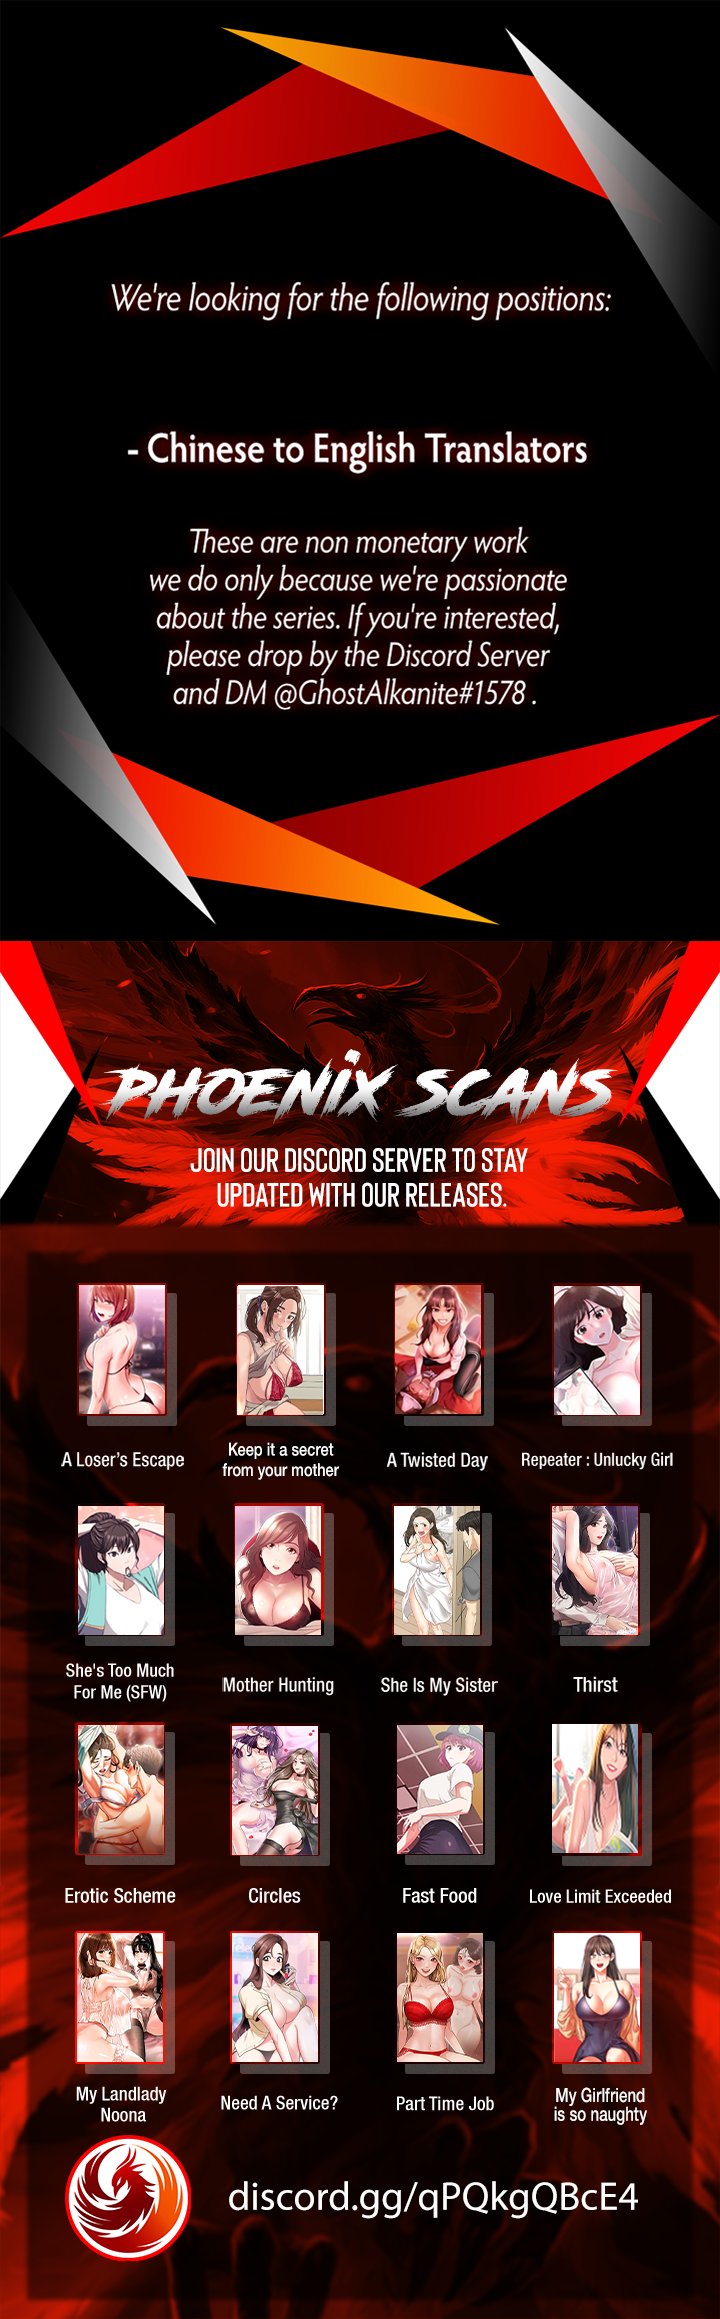 We're looking for the following positions:
- Chinese to English Translators
These are non monetary work
we do only because we're passionate
about the series. If you're interested,
please drop by the Discord Server
and DM @GhostAlkanite#1578 .
PHOENIX SCANS
JOIN OUR DISCORD SERVER TO STAY
UPDATED WITH OUR RELEASES.
A Loser's Escape
Keep it a secret
from your mother
A Twisted Day
Repeater : Unlucky Girl
She's Too Much
For Me (SFW)
Mother Hunting
She Is My Sister
Thirst
Erotic Scheme
Circles
Fast Food
Love Limit Exceeded
My Landlady
Noona
Need A Service?
Part Time Job
My Girlfriend
is so naughty
discord.gg/qPQkgQBcE4